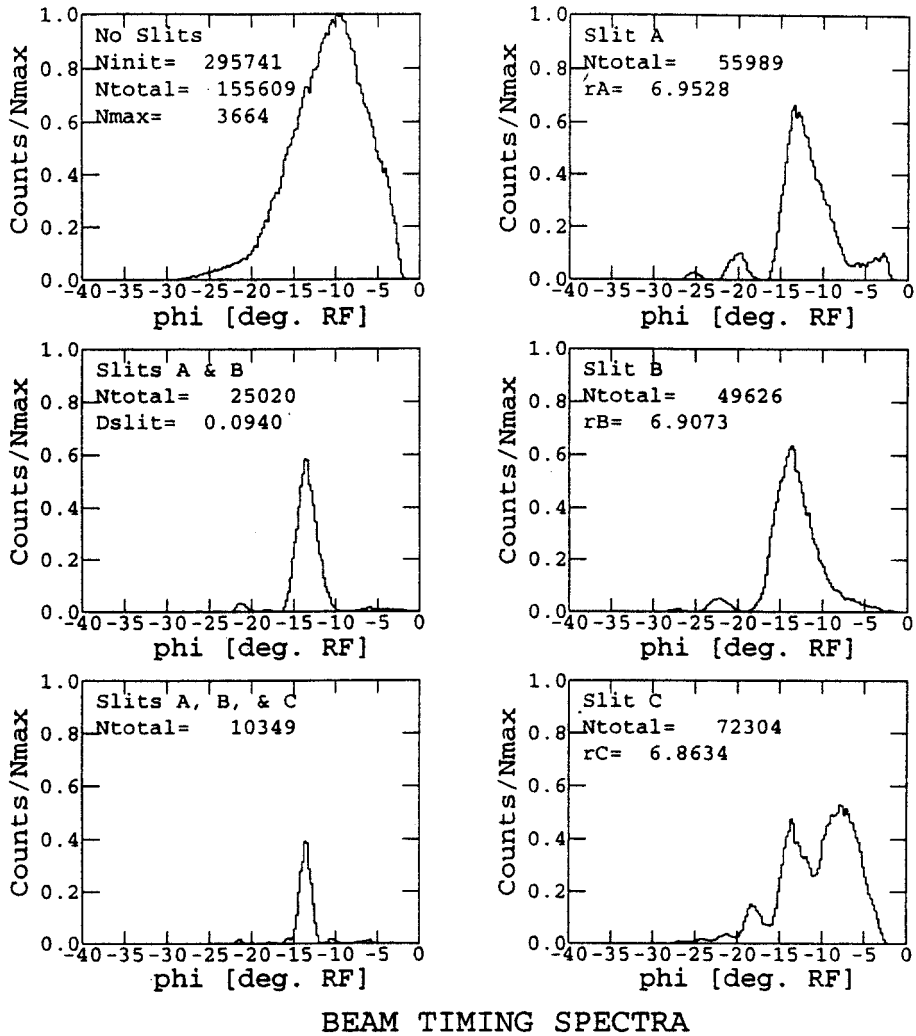 No Slits
Ninit= 295741
Ntotal= 155609
Nmax= 3664
Counts/Nmax
1.0
0.8
0.6
0.4
0.2
0.0
-40 -35 -30 -25 -20 -15 -10 -5 0
phi [deg. RF]
Slit A
Ntotal= 55989
rA= 6.9528
Counts/Nmax
1.0
0.8
0.6
0.4
0.2
0.0
-40 -35 -30 -25 -20 -15 -10 -5 0
phi [deg. RF]
Slits A & B
Ntotal= 25020
Dslit= 0.0940
Counts/Nmax
1.0
0.8
0.6
0.4
0.2
0.0
-40 -35 -30 -25 -20 -15 -10 -5 0
phi [deg. RF]
Slit B
Ntotal= 49626
rB= 6.9073
Counts/Nmax
1.0
0.8
0.6
0.4
0.2
0.0
-40 -35 -30 -25 -20 -15 -10 -5 0
phi [deg. RF]
Slits A, B, & C
Ntotal= 10349
Counts/Nmax
1.0
0.8
0.6
0.4
0.2
0.0
-40 -35 -30 -25 -20 -15 -10 -5 0
phi [deg. RF]
Slit C
Ntotal= 72304
rC= 6.8634
Counts/Nmax
1.0
0.8
0.6
0.4
0.2
0.0
-40 -35 -30 -25 -20 -15 -10 -5 0
phi [deg. RF]
BEAM TIMING SPECTRA